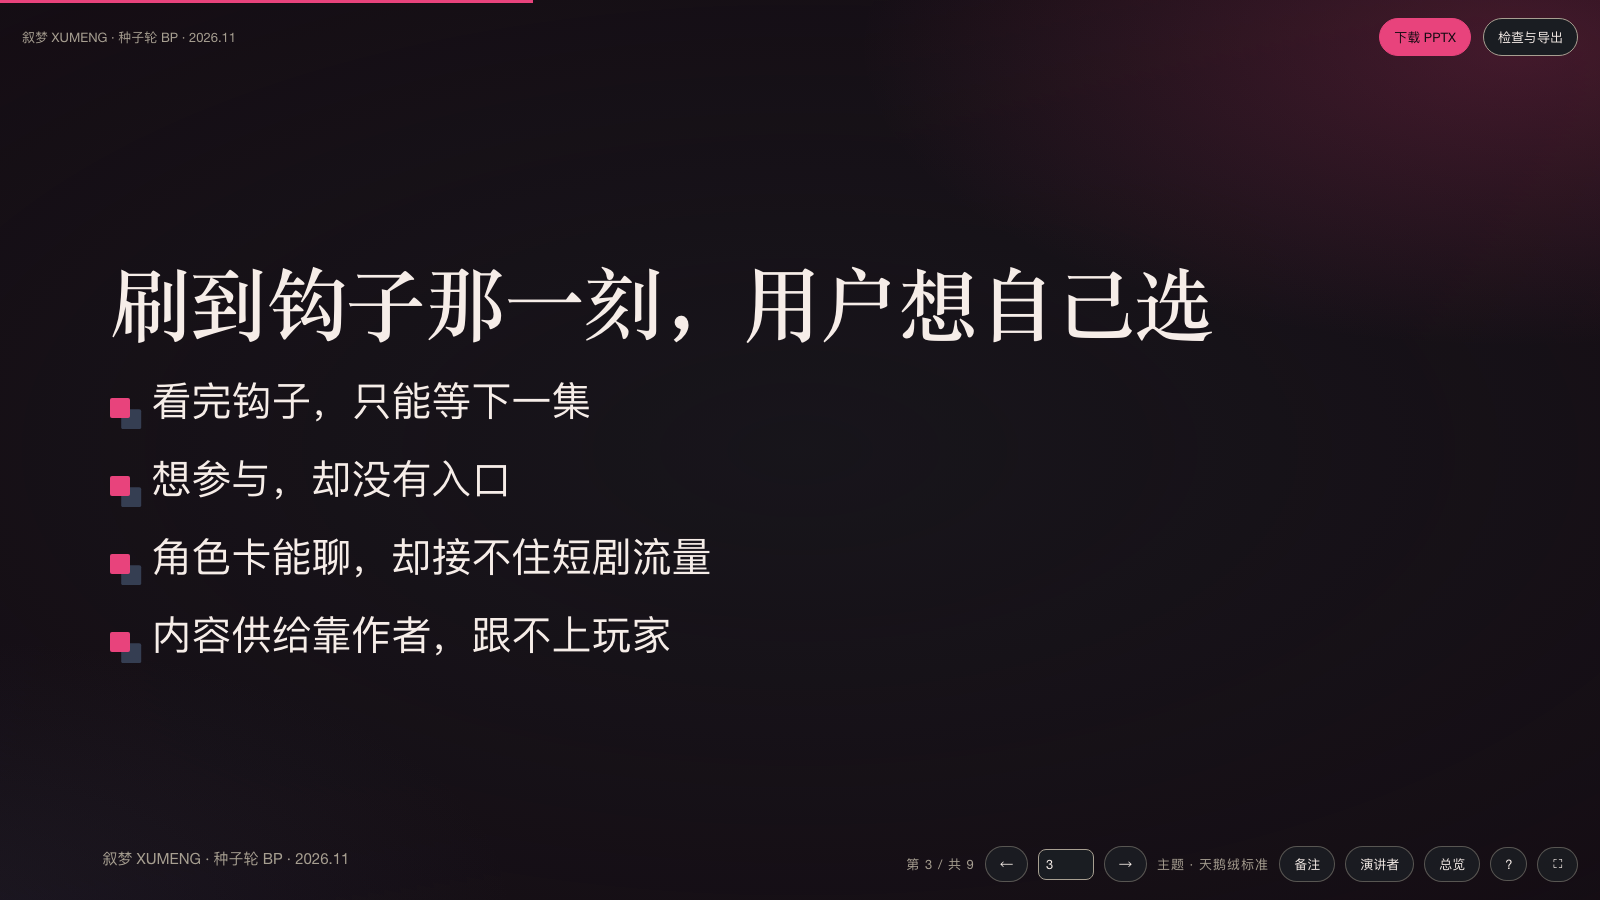 叙梦 XUMENG · 种子轮 BP · 2026.11
下载 PPTX
检查与导出
刷到钩子那一刻，用户想自己选
看完钩子，只能等下一集
想参与，却没有入口
角色卡能聊，却接不住短剧流量
内容供给靠作者，跟不上玩家
叙梦 XUMENG · 种子轮 BP · 2026.11
第 3 / 共 9
←
3
→
主题 · 天鹅绒标准
备注
演讲者
总览
?